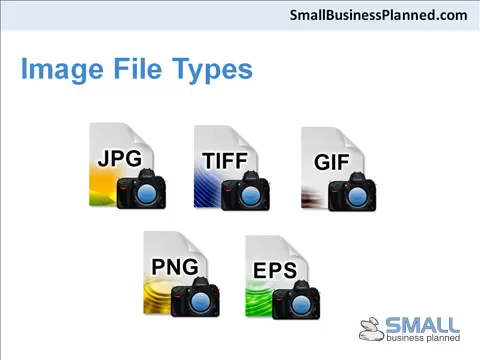 SmallBusinessPlanned.com
Image File Types
JPG
TIFF
GIF
PNG
EPS
SMALL
business planned